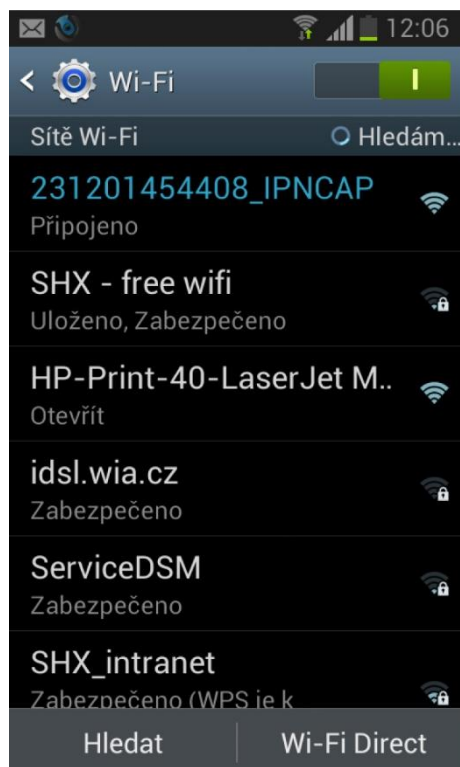 12:06
Wi-Fi
Sítě Wi-Fi Hledám...
231201454408_IPNCAP
Připojeno
SHX - free wifi
Uloženo, Zabezpečeno
HP-Print-40-LaserJet M..
Otevřít
idsl.wia.cz
Zabezpečeno
ServiceDSM
Zabezpečeno
SHX_intranet
Zabezpečeno (WPS je k
Hledat Wi-Fi Direct